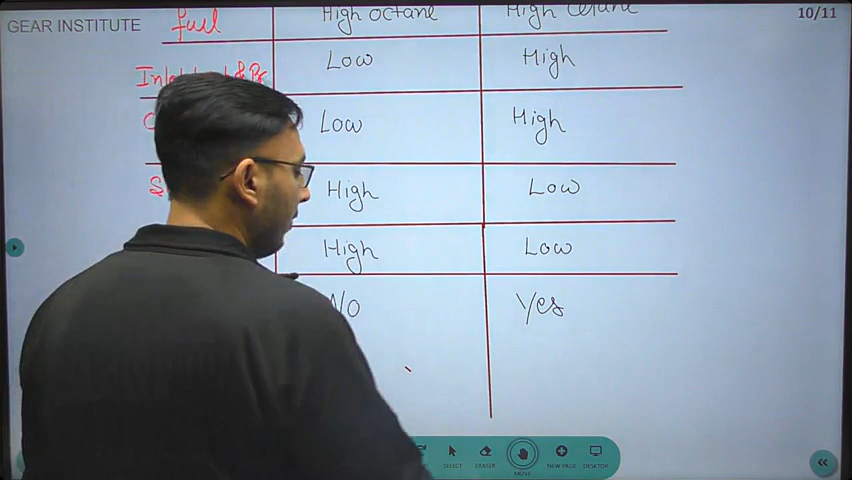 GEAR INSTITUTE
10/11
fuel High octane High Cetane
Low High
Low High
High Low
High Low
No Yes
SELECT ERASER MOVE NEW PAGE DESKTOP